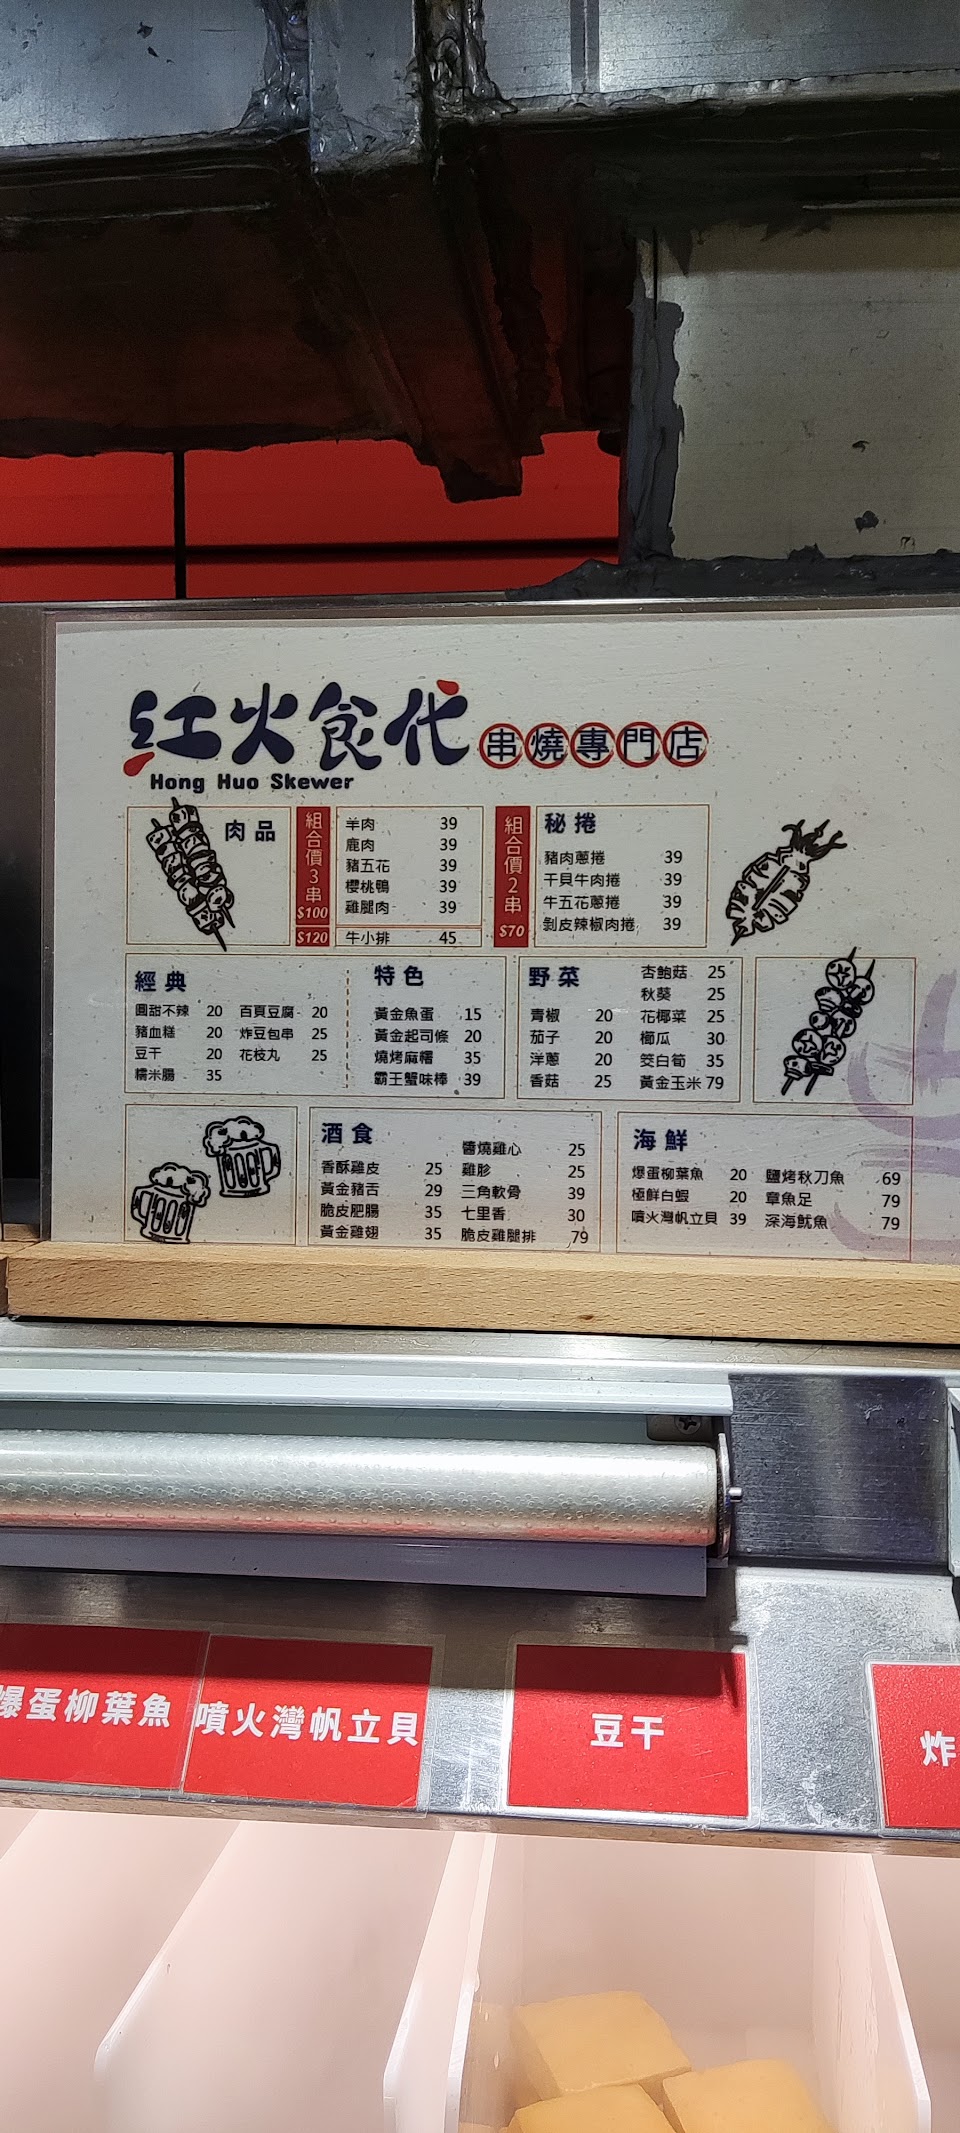 紅火食代 串燒專門店
Hong Huo Skewer
肉品
組合價3串
$100
羊肉 39
鹿肉 39
豬五花 39
櫻桃鴨 39
雞腿肉 39
$120
牛小排 45
組合價2串
$70
秘捲
豬肉蔥捲 39
干貝牛肉捲 39
牛五花蔥捲 39
剝皮辣椒肉捲 39
經典
圓甜不辣 20 百頁豆腐 20
豬血糕 20 炸豆包串 25
豆干 20 花枝丸 25
糯米腸 35
特色
黃金魚蛋 15
黃金起司條 20
燒烤麻糬 35
霸王蟹味棒 39
野菜
青椒 20
茄子 20
洋蔥 20
香菇 25
杏鮑菇 25
秋葵 25
花椰菜 25
櫛瓜 30
筊白筍 35
黃金玉米 79
酒食
香酥雞皮 25
黃金豬舌 29
脆皮肥腸 35
黃金雞翅 35
醬燒雞心 25
雞胗 25
三角軟骨 39
七里香 30
脆皮雞腿排 79
海鮮
爆蛋柳葉魚 20 鹽烤秋刀魚 69
極鮮白蝦 20 章魚足 79
噴火灣帆立貝 39 深海魷魚 79
爆蛋柳葉魚
噴火灣帆立貝
豆干
炸